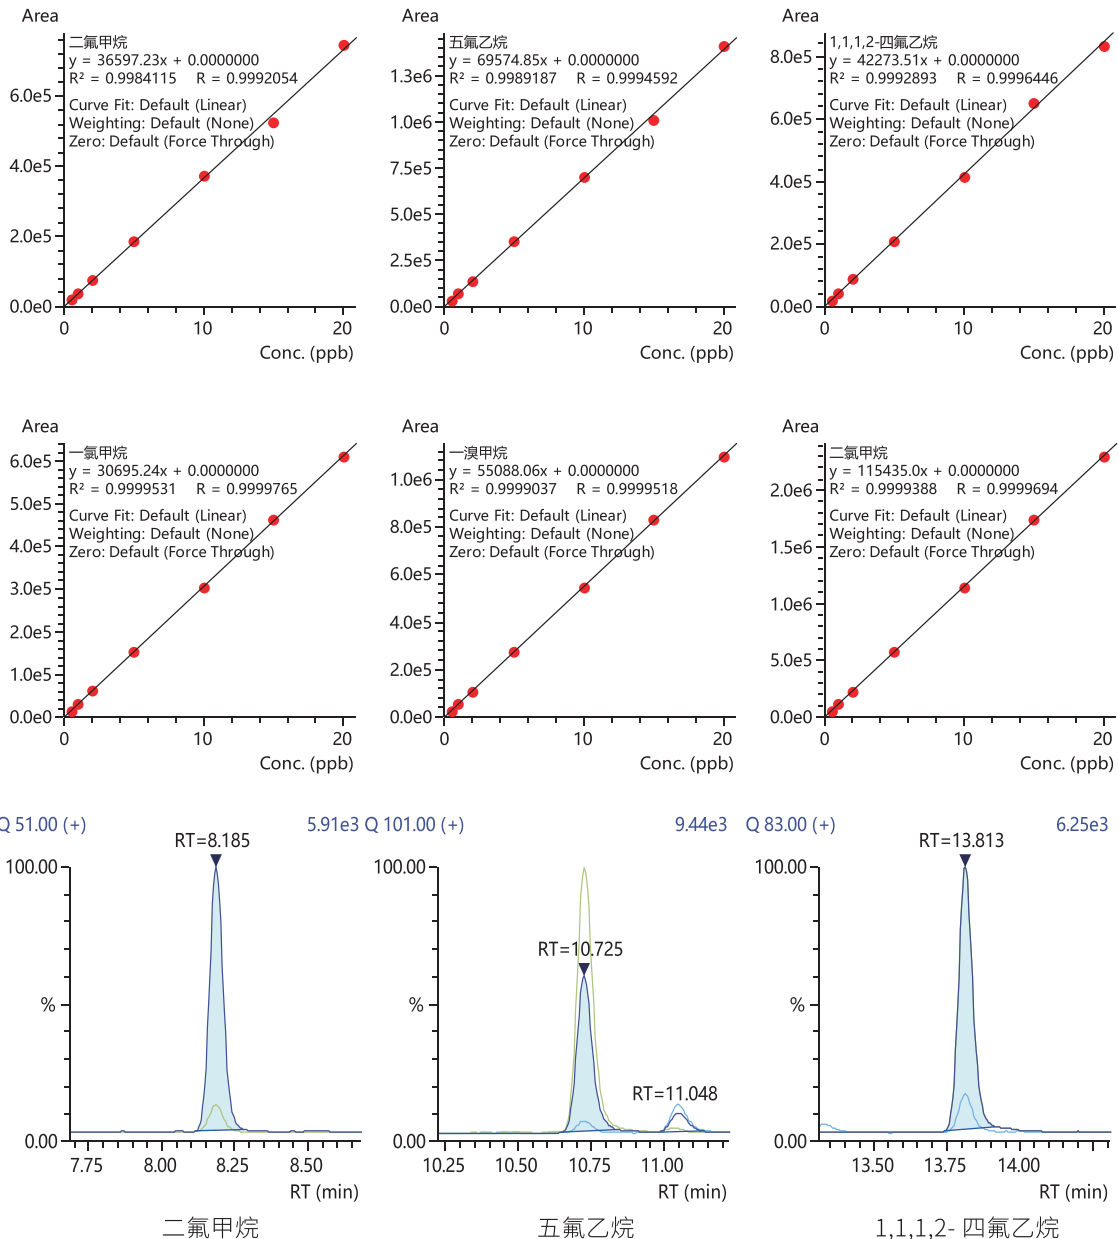 Area
二氟甲烷
y = 36597.23x + 0.0000000
R² = 0.9984115 R = 0.9992054
Curve Fit: Default (Linear)
Weighting: Default (None)
Zero: Default (Force Through)
6.0e5
4.0e5
2.0e5
0.0e0
0 10 20
Conc. (ppb)
Area
五氟乙烷
y = 69574.85x + 0.0000000
R² = 0.9989187 R = 0.9994592
Curve Fit: Default (Linear)
Weighting: Default (None)
Zero: Default (Force Through)
1.3e6
1.0e6
7.5e5
5.0e5
2.5e5
0.0e0
0 10 20
Conc. (ppb)
Area
1,1,1,2-四氟乙烷
y = 42273.51x + 0.0000000
R² = 0.9992893 R = 0.9996446
Curve Fit: Default (Linear)
Weighting: Default (None)
Zero: Default (Force Through)
8.0e5
6.0e5
4.0e5
2.0e5
0.0e0
0 10 20
Conc. (ppb)
Area
一氯甲烷
y = 30695.24x + 0.0000000
R² = 0.9999531 R = 0.9999765
Curve Fit: Default (Linear)
Weighting: Default (None)
Zero: Default (Force Through)
6.0e5
5.0e5
4.0e5
3.0e5
2.0e5
1.0e5
0.0e0
0 10 20
Conc. (ppb)
Area
一溴甲烷
y = 55088.06x + 0.0000000
R² = 0.9999037 R = 0.9999518
Curve Fit: Default (Linear)
Weighting: Default (None)
Zero: Default (Force Through)
1.0e6
8.0e5
6.0e5
4.0e5
2.0e5
0.0e0
0 10 20
Conc. (ppb)
Area
二氯甲烷
y = 115435.0x + 0.0000000
R² = 0.9999388 R = 0.9999694
Curve Fit: Default (Linear)
Weighting: Default (None)
Zero: Default (Force Through)
2.0e6
1.5e6
1.0e6
5.0e5
0.0e0
0 10 20
Conc. (ppb)
Q 51.00 (+) 5.91e3
RT=8.185
100.00
%
0.00
7.75 8.00 8.25 8.50
RT (min)
二氟甲烷
Q 101.00 (+) 9.44e3
RT=10.725
RT=11.048
100.00
%
0.00
10.25 10.50 10.75 11.00
RT (min)
五氟乙烷
Q 83.00 (+) 6.25e3
RT=13.813
100.00
%
0.00
13.50 13.75 14.00
RT (min)
1,1,1,2- 四氟乙烷